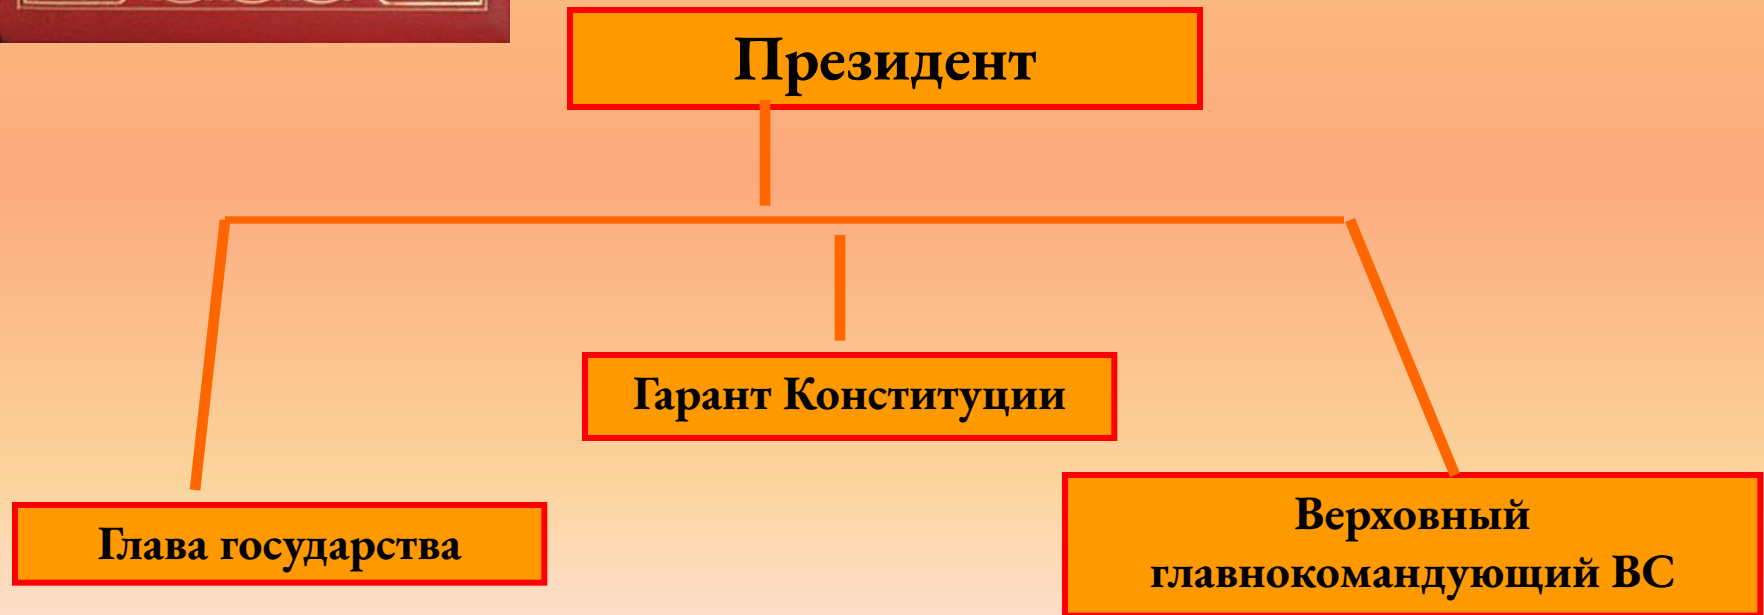 Президент
Гарант Конституции
Глава государства
Верховный
главнокомандующий ВС